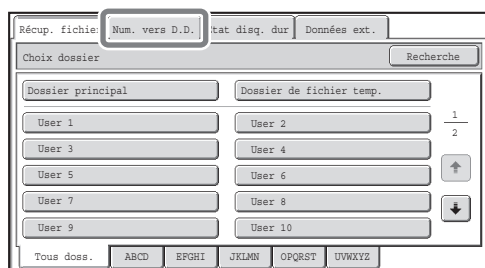 Récup. fichier Num. vers D.D. Etat disq. dur Données ext.
Choix dossier Recherche
Dossier principal Dossier de fichier temp.
User 1 User 2
User 3 User 4
User 5 User 6
User 7 User 8
User 9 User 10
1
2
Tous doss. ABCD EFGHI JKLMN OPQRST UVWXYZ